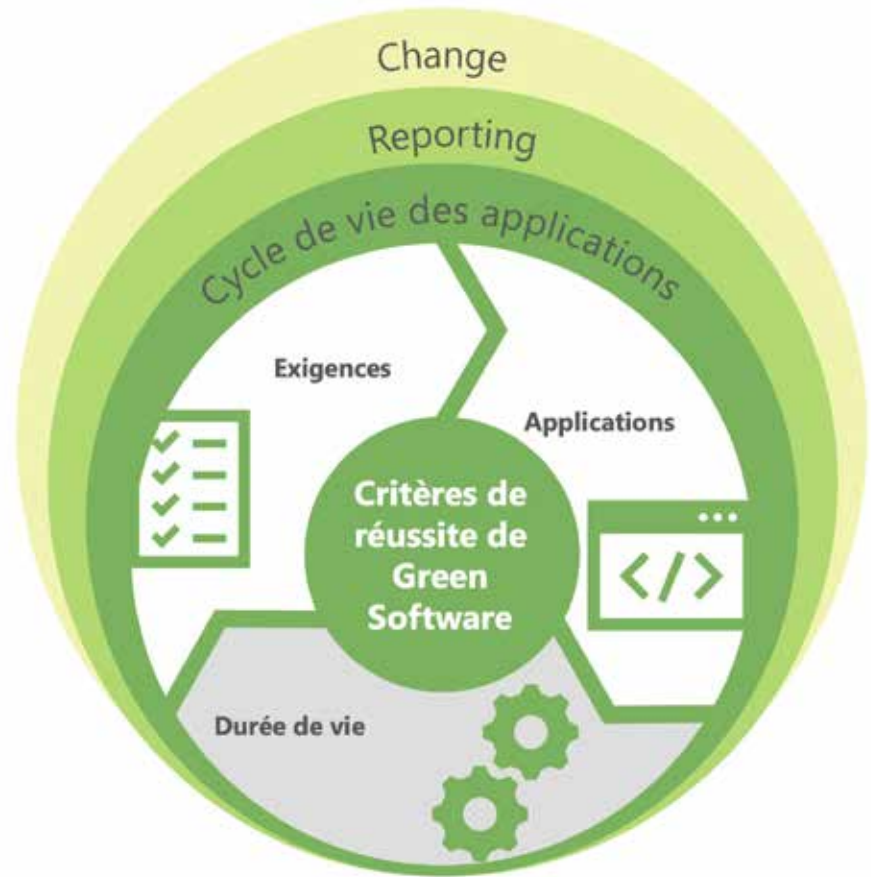 Change
Reporting
Cycle de vie des applications
Exigences
Applications
Critères de
réussite de
Green
Software
Durée de vie